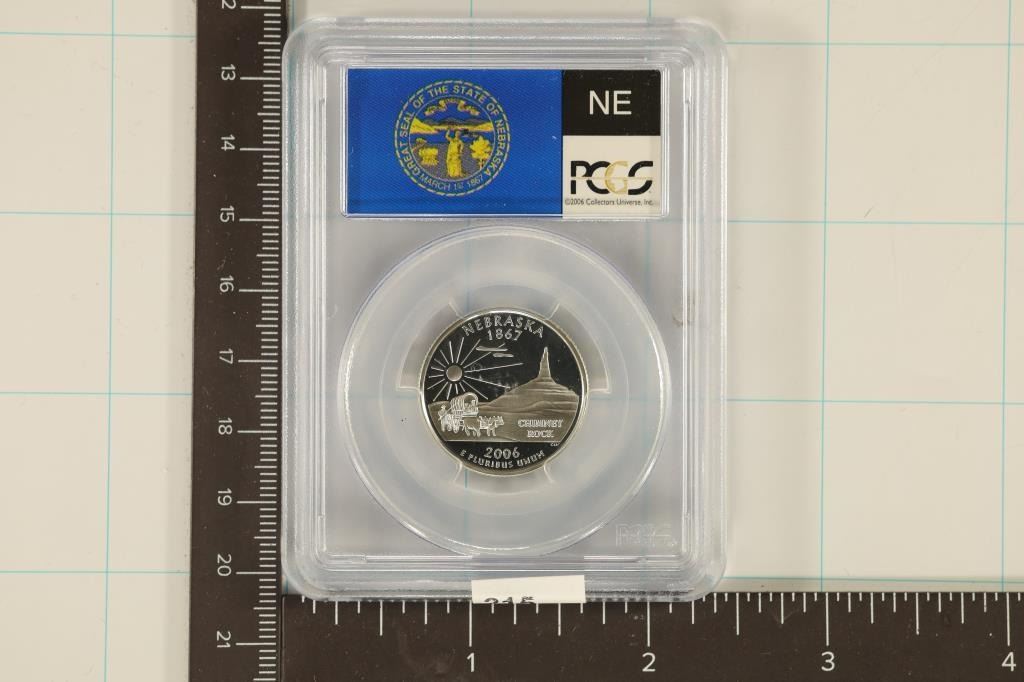 GREAT SEAL OF THE STATE OF NEBRASKA
MARCH 1ST 1867
NE
PCGS
©2006 Collectors Universe, Inc.
NEBRASKA
1867
CHIMNEY
ROCK
2006
E PLURIBUS UNUM
PCGS
12
13
14
15
16
17
18
19
20
21
1 2 3 4